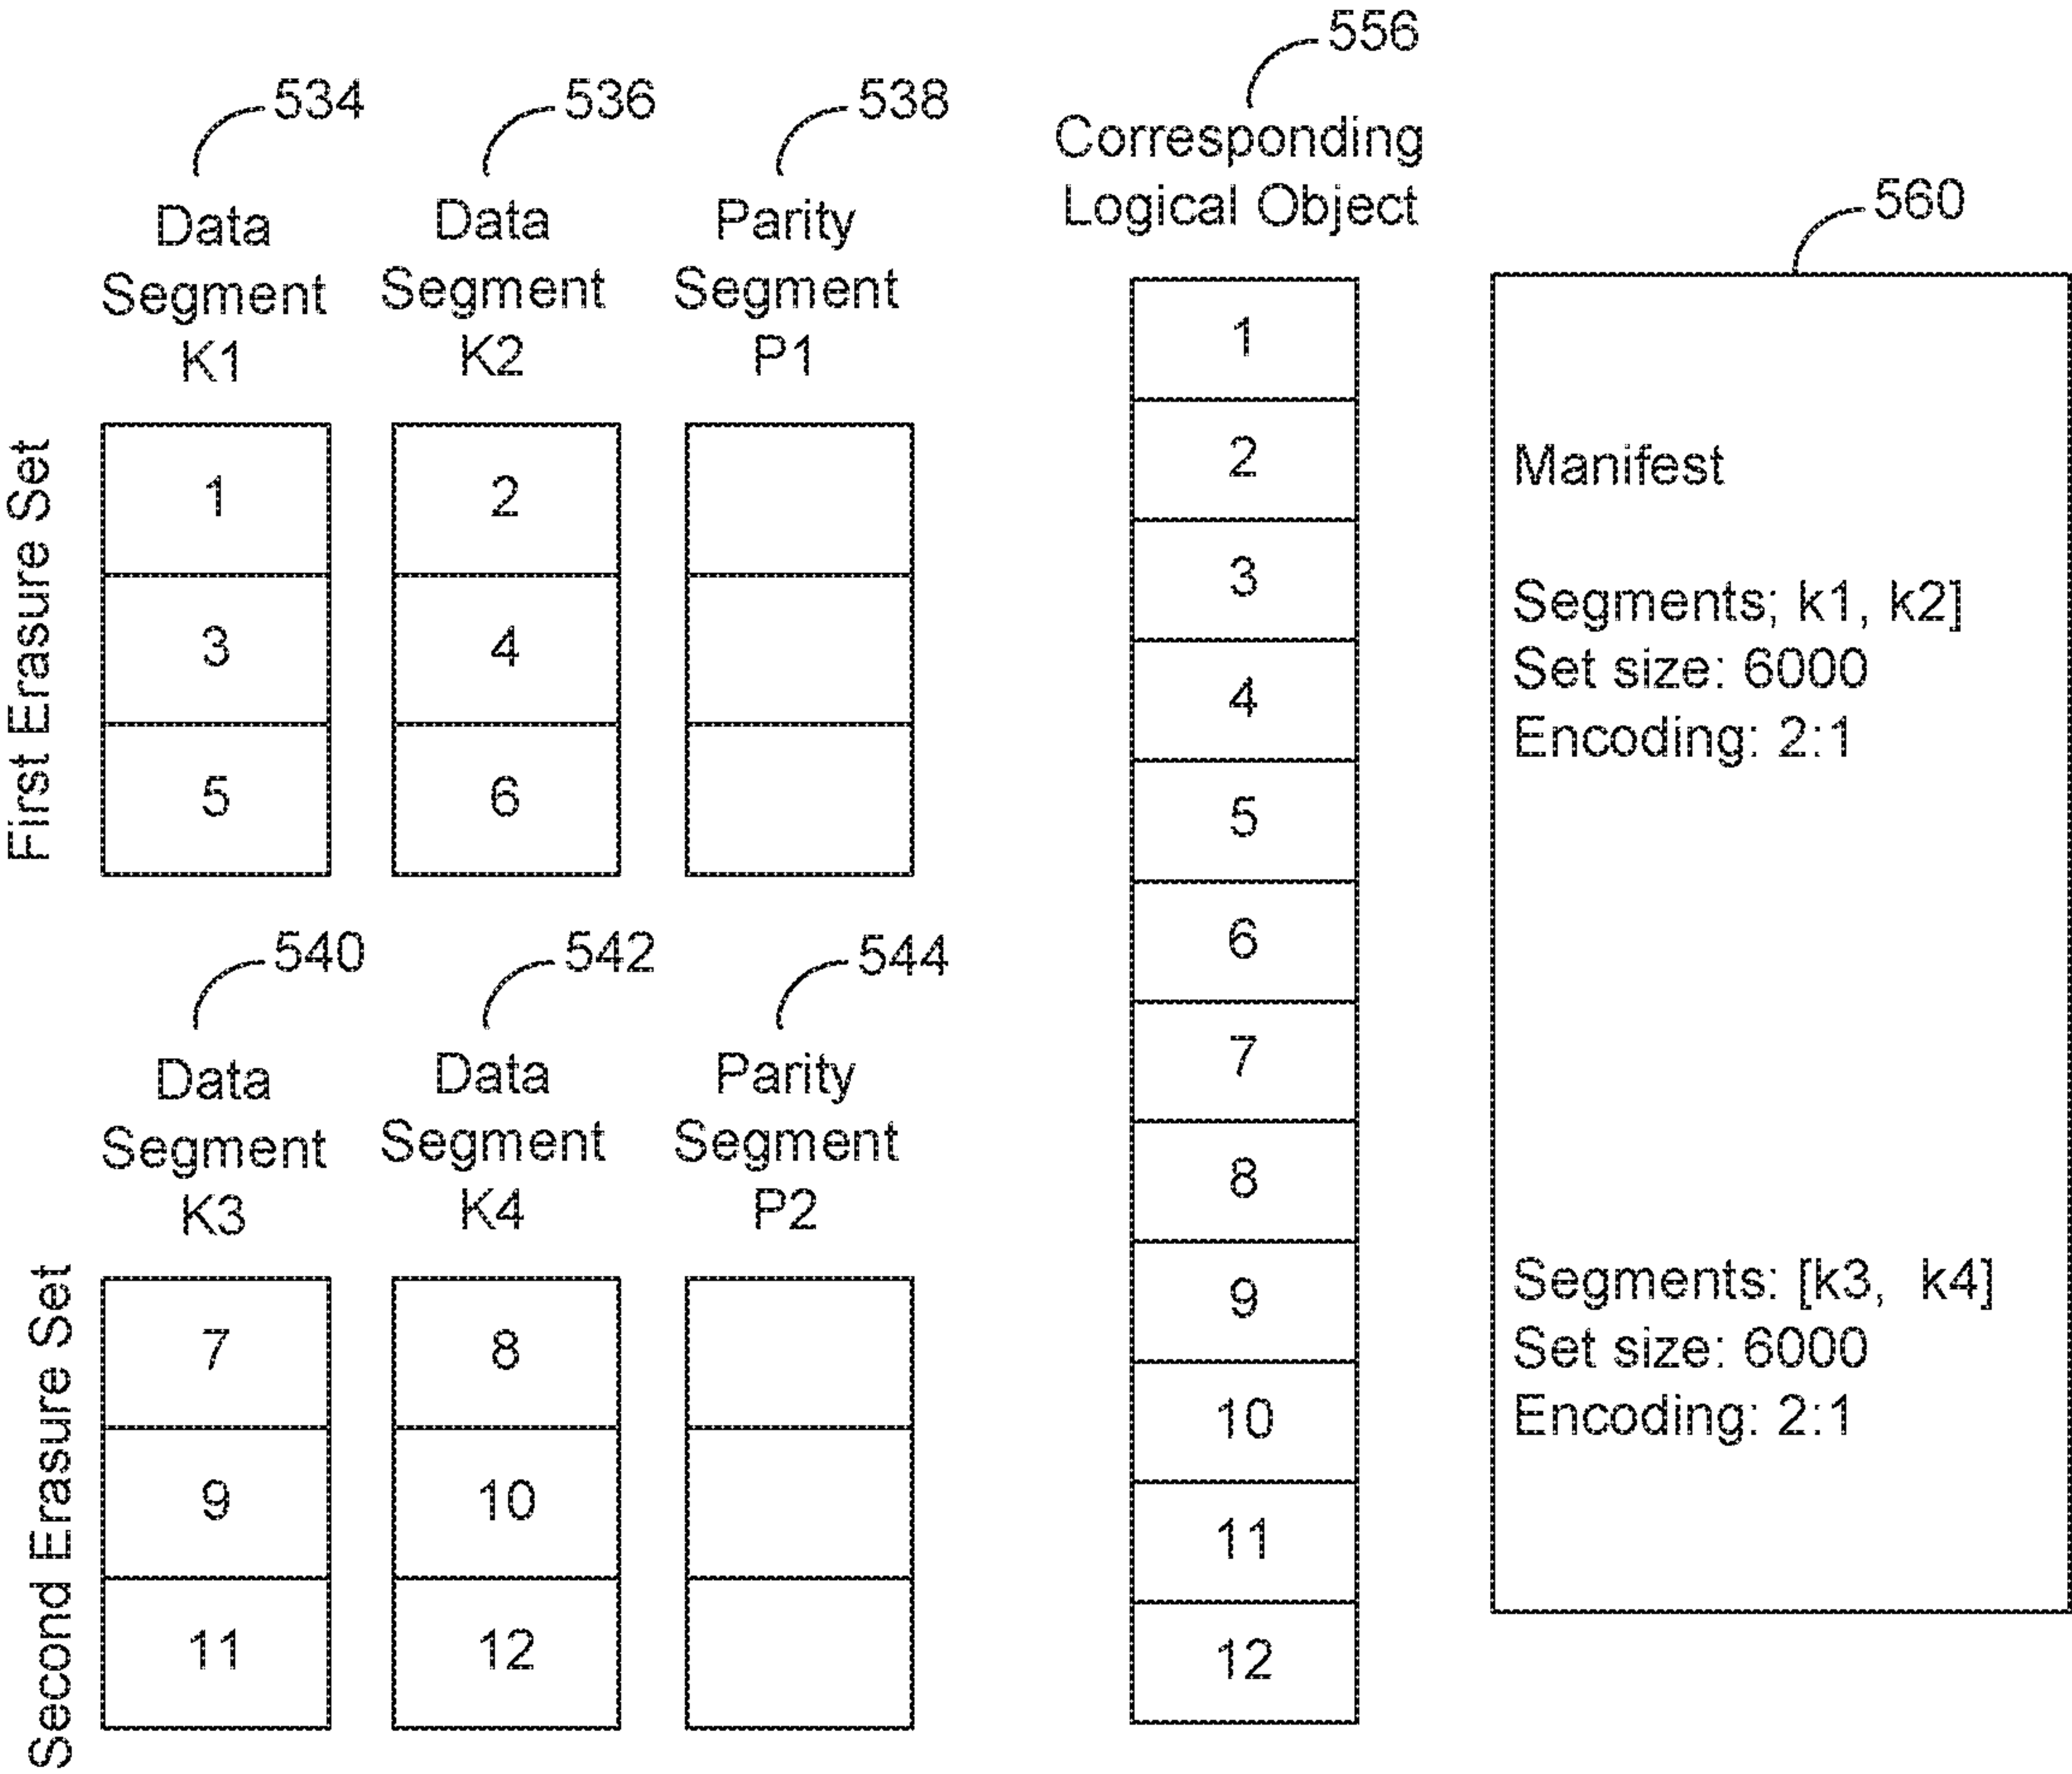 534
Data
Segment
K1
536
Data
Segment
K2
538
Parity
Segment
P1
First Erasure Set
1
2
3
4
5
6
540
Data
Segment
K3
542
Data
Segment
K4
544
Parity
Segment
P2
Second Erasure Set
7
8
9
10
11
12
556
Corresponding
Logical Object
1
2
3
4
5
6
7
8
9
10
11
12
560
Manifest
Segments; k1, k2]
Set size: 6000
Encoding: 2:1
Segments: [k3, k4]
Set size: 6000
Encoding: 2:1